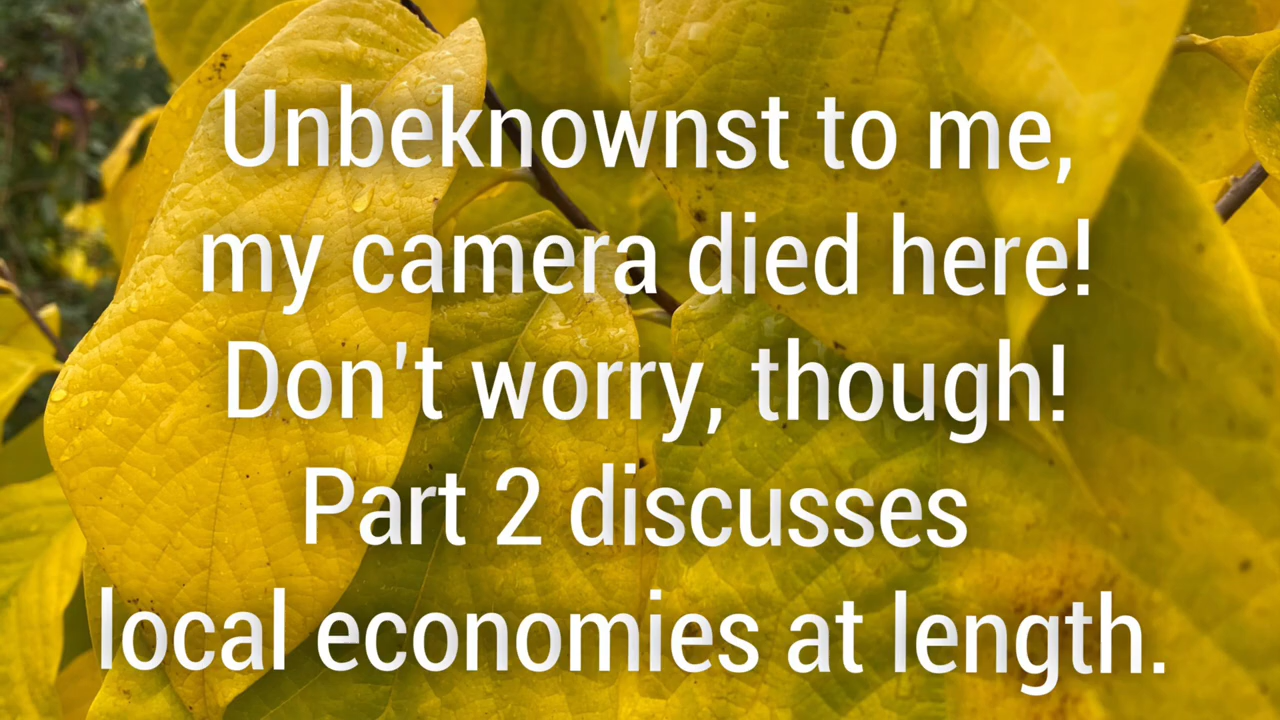 Unbeknownst to me,
my camera died here!
Don't worry, though!
Part 2 discusses
local economies at length.